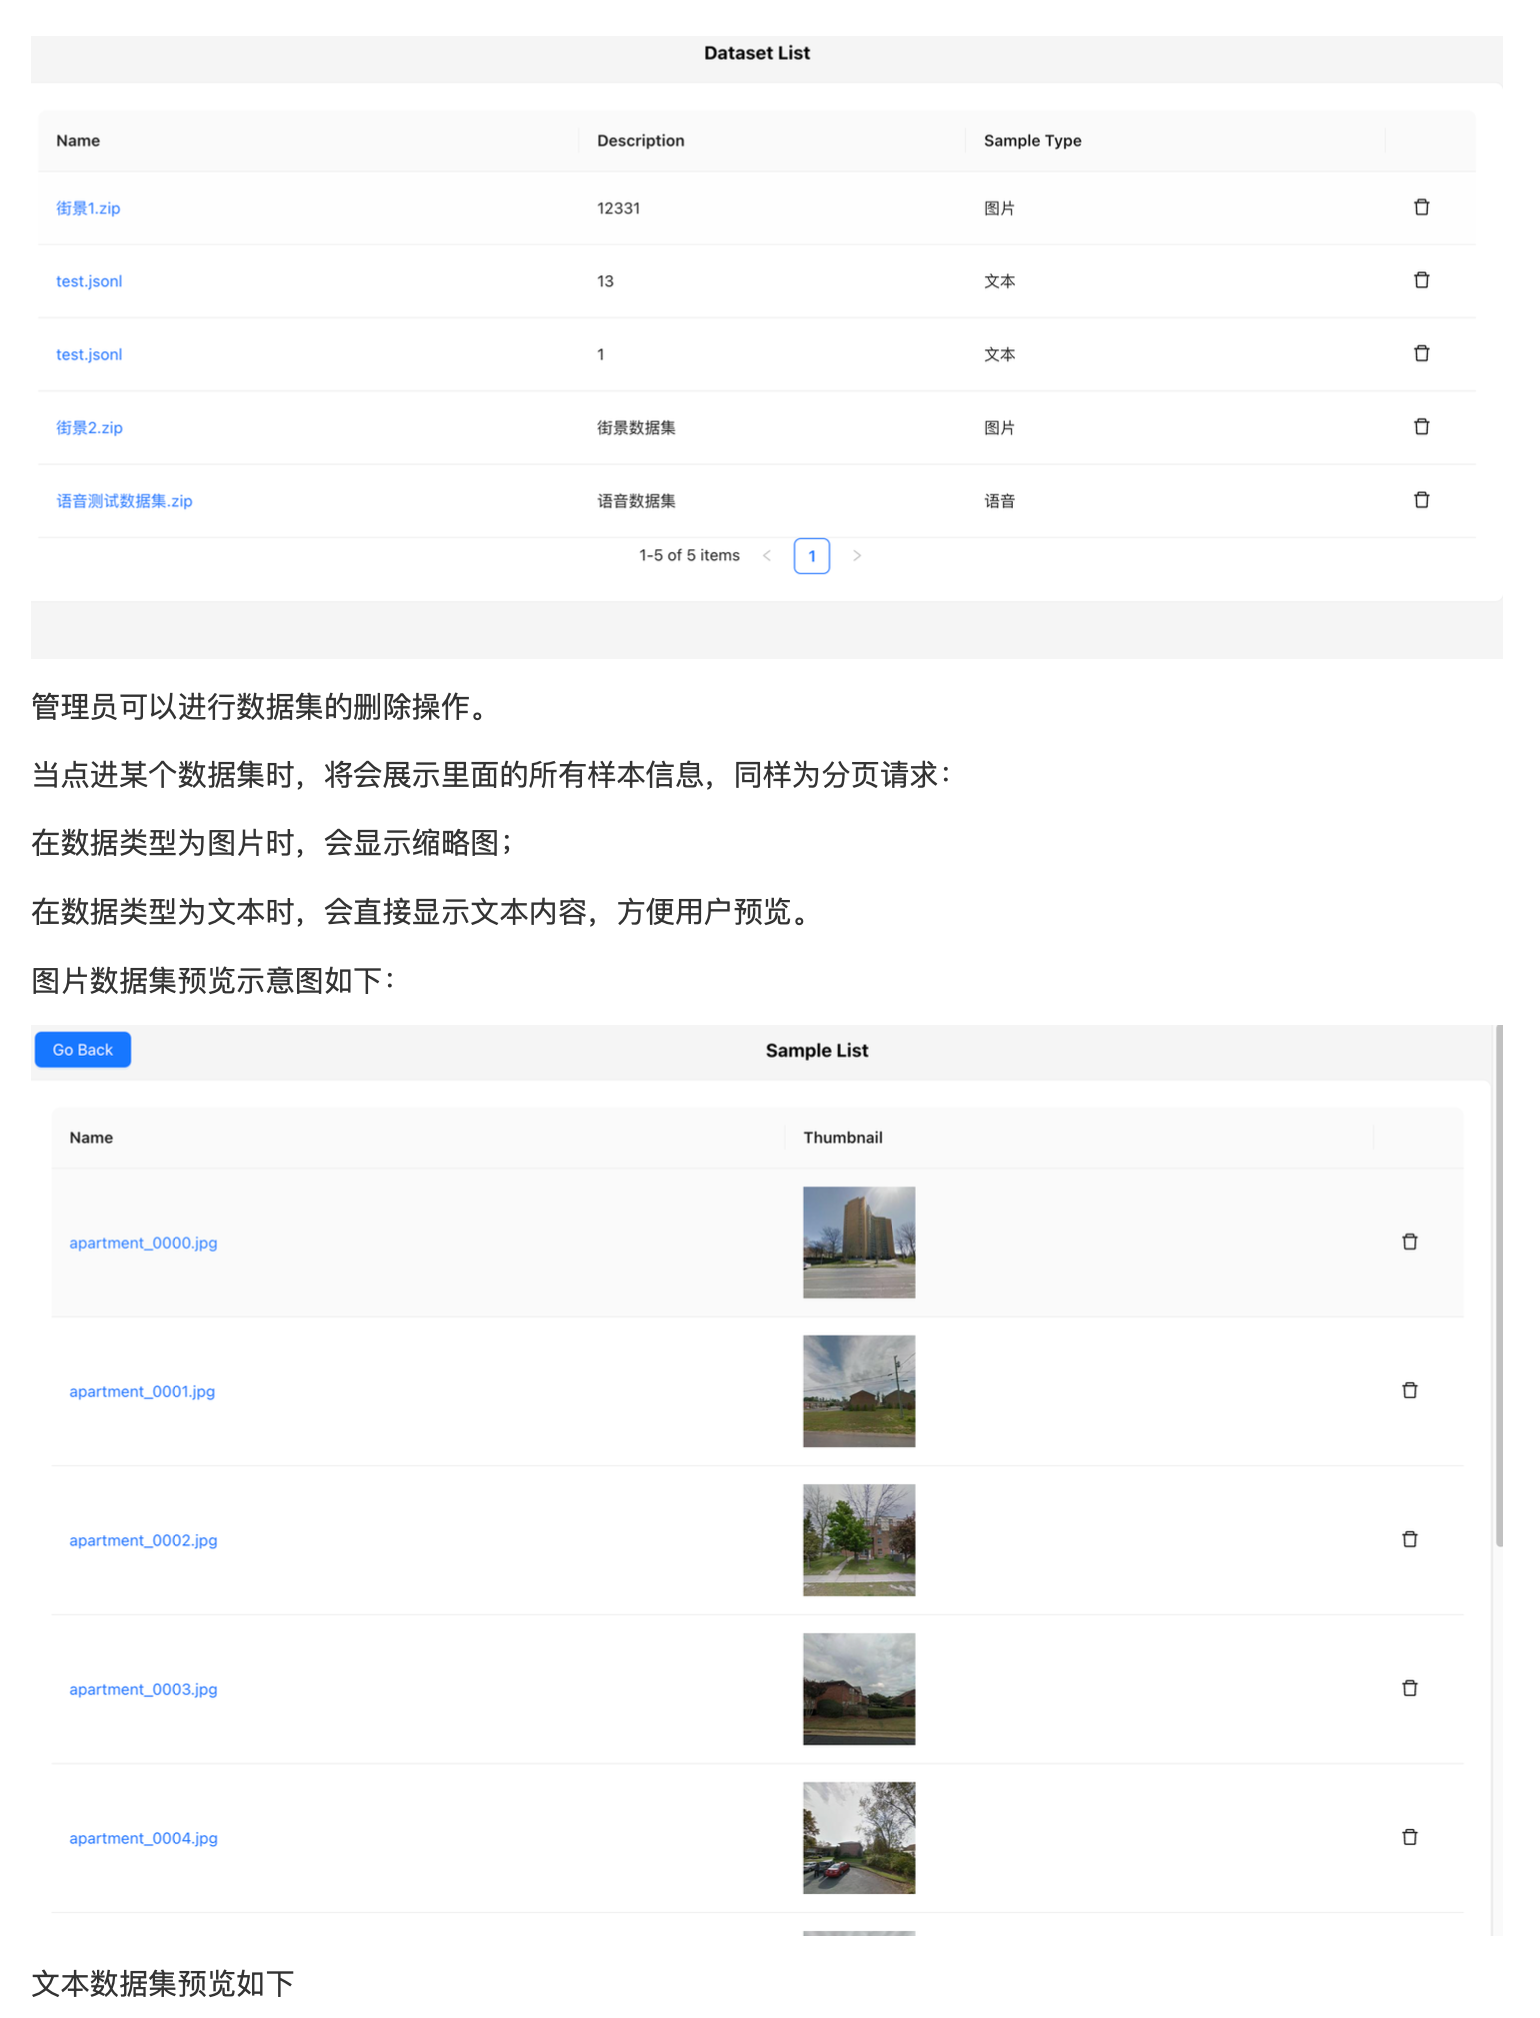 Dataset List
Name Description Sample Type
街景1.zip 12331 图片
test.jsonl 13 文本
test.jsonl 1 文本
街景2.zip 街景数据集 图片
语音测试数据集.zip 语音数据集 语音
1-5 of 5 items < 1 >
管理员可以进行数据集的删除操作。
当点进某个数据集时，将会展示里面的所有样本信息，同样为分页请求：
在数据类型为图片时，会显示缩略图；
在数据类型为文本时，会直接显示文本内容，方便用户预览。
图片数据集预览示意图如下：
Go Back Sample List
Name Thumbnail
apartment_0000.jpg
apartment_0001.jpg
apartment_0002.jpg
apartment_0003.jpg
apartment_0004.jpg
文本数据集预览如下